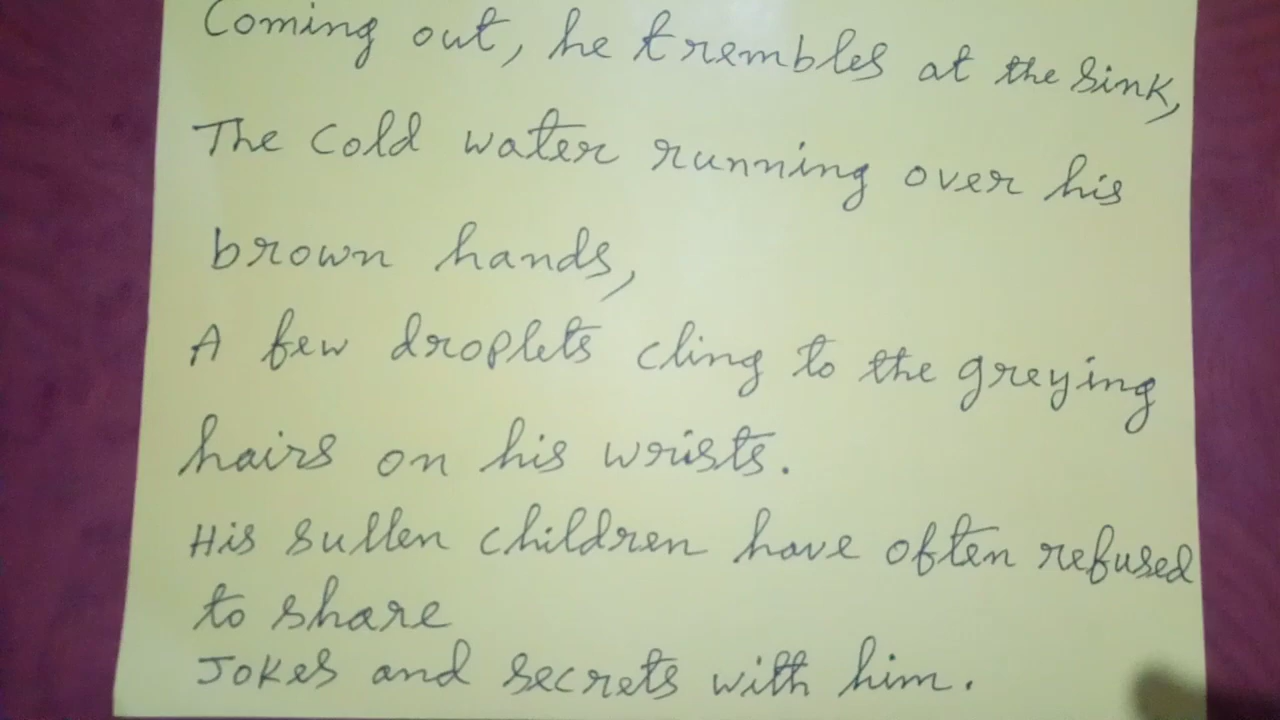 Coming out, he trembles at the sink,
The cold water running over his
brown hands,
A few droplets cling to the greying
hairs on his wrists.
His sullen children have often refused
to share
Jokes and secrets with him.